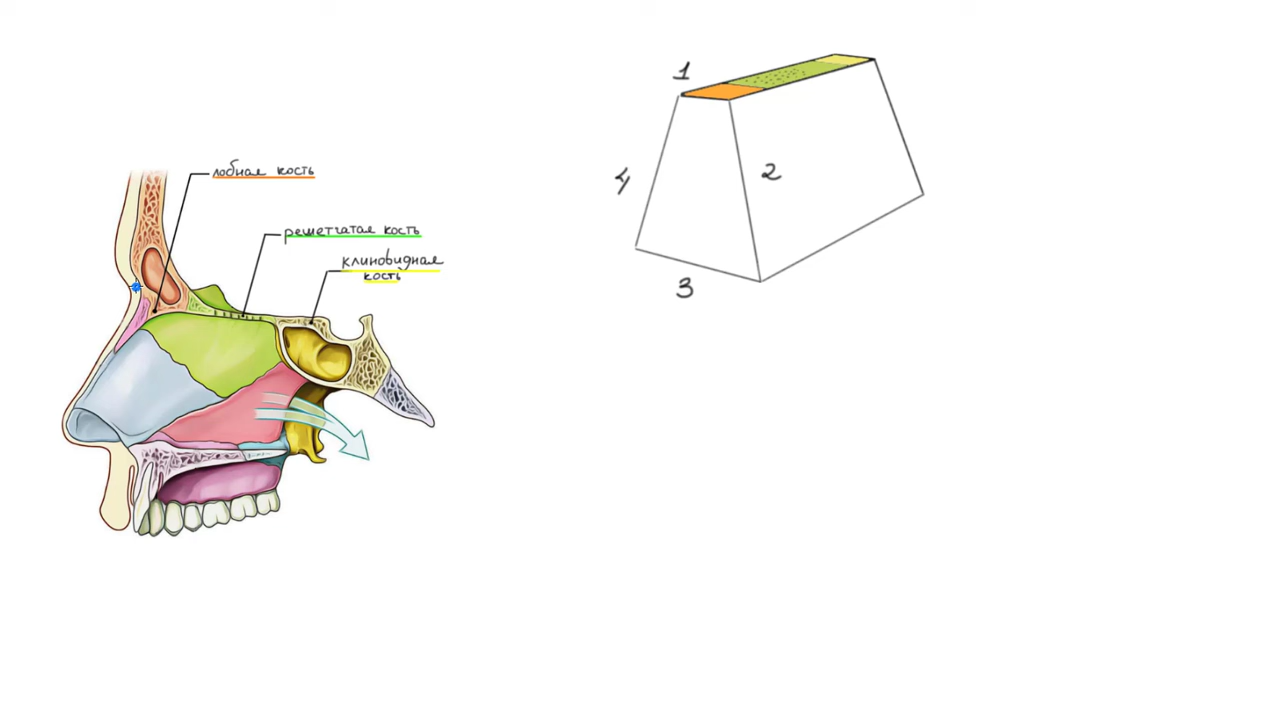 лобная кость
решетчатая кость
клиновидная
кость
1
4
2
3